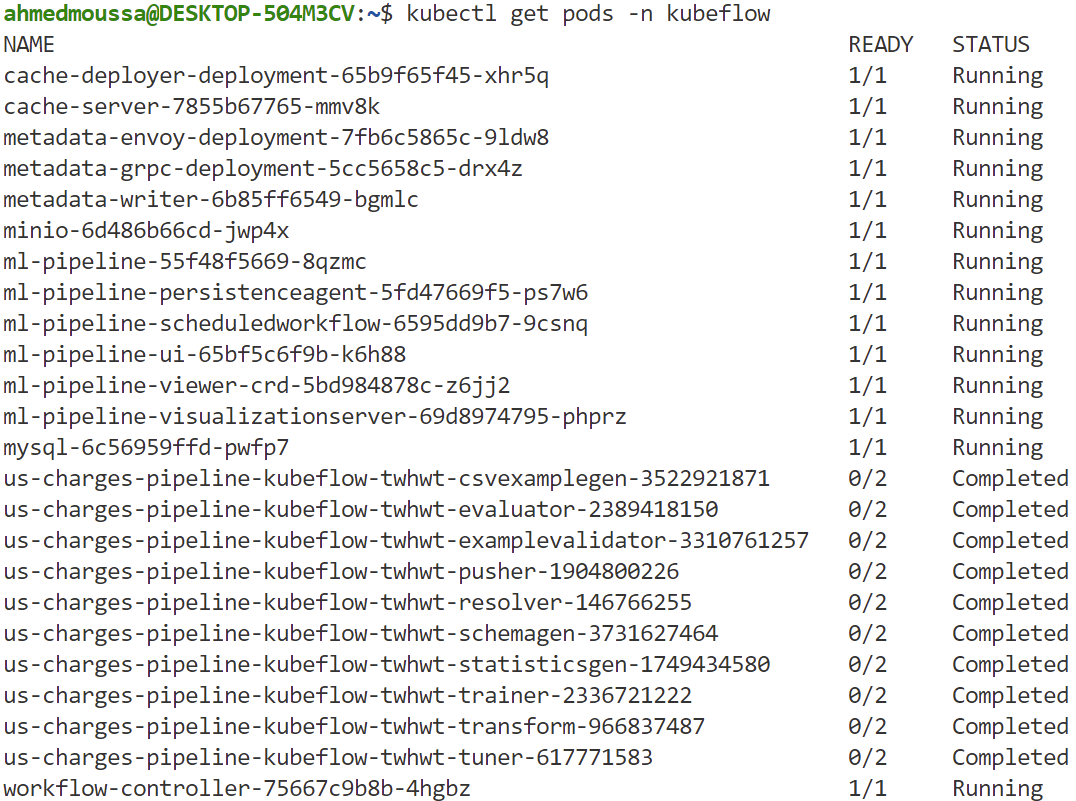 ahmedmoussa@DESKTOP-504M3CV:~$ kubectl get pods -n kubeflow
NAME READY STATUS
cache-deployer-deployment-65b9f65f45-xhr5q 1/1 Running
cache-server-7855b67765-mmv8k 1/1 Running
metadata-envoy-deployment-7fb6c5865c-9ldw8 1/1 Running
metadata-grpc-deployment-5cc5658c5-drx4z 1/1 Running
metadata-writer-6b85ff6549-bgmlc 1/1 Running
minio-6d486b66cd-jwp4x 1/1 Running
ml-pipeline-55f48f5669-8qzmc 1/1 Running
ml-pipeline-persistenceagent-5fd47669f5-ps7w6 1/1 Running
ml-pipeline-scheduledworkflow-6595dd9b7-9csnq 1/1 Running
ml-pipeline-ui-65bf5c6f9b-k6h88 1/1 Running
ml-pipeline-viewer-crd-5bd984878c-z6jj2 1/1 Running
ml-pipeline-visualizationserver-69d8974795-phprz 1/1 Running
mysql-6c56959ffd-pwfp7 1/1 Running
us-charges-pipeline-kubeflow-twhwt-csvexamplegen-3522921871 0/2 Completed
us-charges-pipeline-kubeflow-twhwt-evaluator-2389418150 0/2 Completed
us-charges-pipeline-kubeflow-twhwt-examplevalidator-3310761257 0/2 Completed
us-charges-pipeline-kubeflow-twhwt-pusher-1904800226 0/2 Completed
us-charges-pipeline-kubeflow-twhwt-resolver-146766255 0/2 Completed
us-charges-pipeline-kubeflow-twhwt-schemagen-3731627464 0/2 Completed
us-charges-pipeline-kubeflow-twhwt-statisticsgen-1749434580 0/2 Completed
us-charges-pipeline-kubeflow-twhwt-trainer-2336721222 0/2 Completed
us-charges-pipeline-kubeflow-twhwt-transform-966837487 0/2 Completed
us-charges-pipeline-kubeflow-twhwt-tuner-617771583 0/2 Completed
workflow-controller-75667c9b8b-4hgbz 1/1 Running